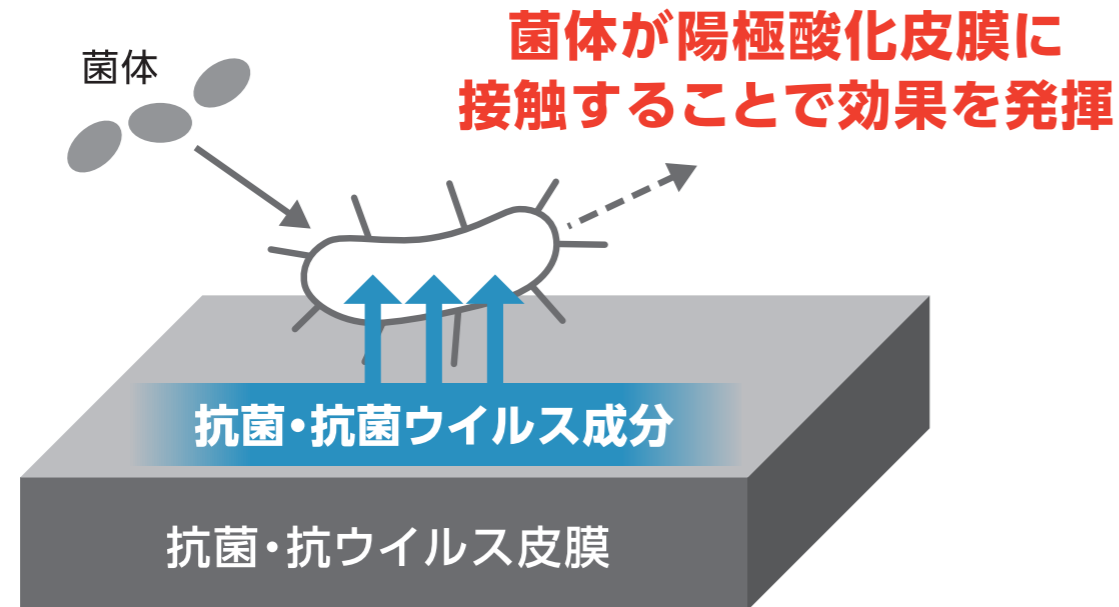 菌体が陽極酸化皮膜に
接触することで効果を発揮
菌体
抗菌・抗菌ウイルス成分
抗菌・抗ウイルス皮膜